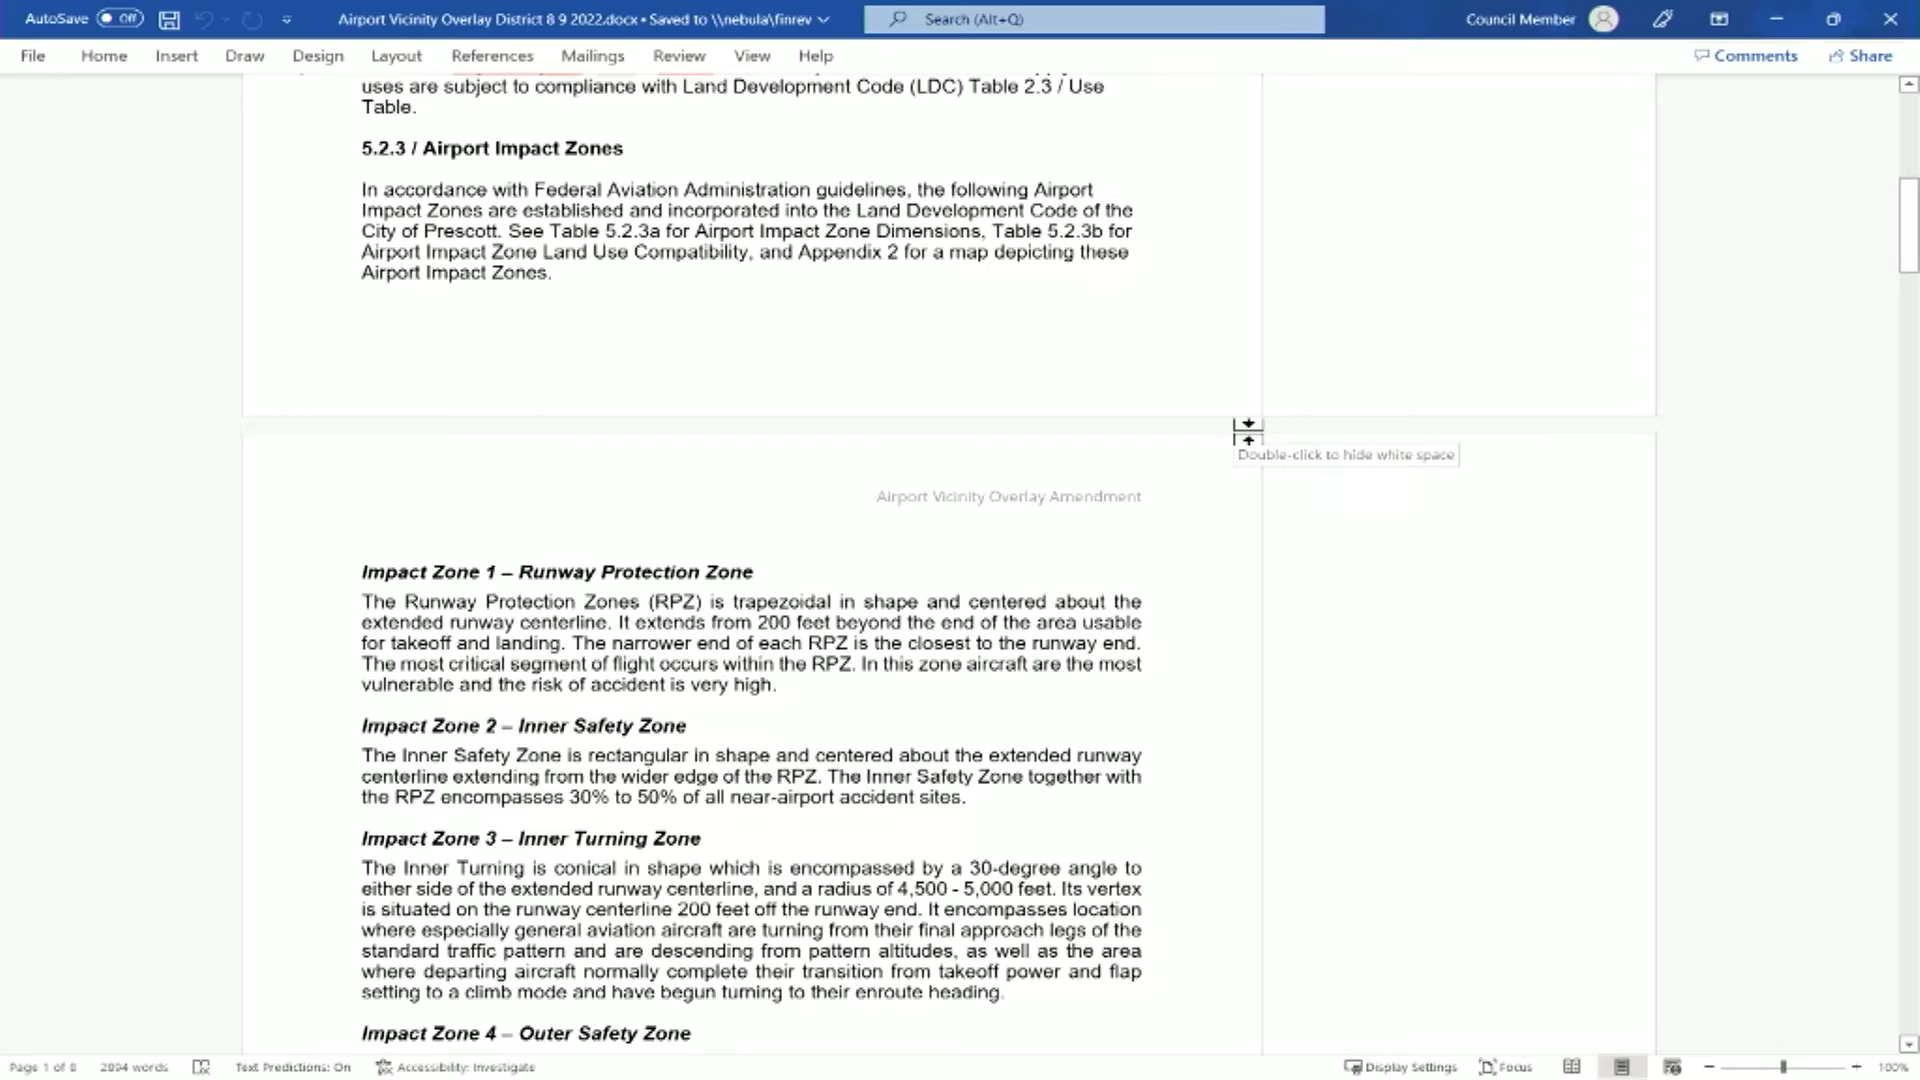 AutoSave Off Airport Vicinity Overlay District 8 9 2022.docx • Saved to \\nebula\finrev Search (Alt+Q) Council Member
File Home Insert Draw Design Layout References Mailings Review View Help Comments Share
uses are subject to compliance with Land Development Code (LDC) Table 2.3 / Use
Table.
5.2.3 / Airport Impact Zones
In accordance with Federal Aviation Administration guidelines, the following Airport
Impact Zones are established and incorporated into the Land Development Code of the
City of Prescott. See Table 5.2.3a for Airport Impact Zone Dimensions, Table 5.2.3b for
Airport Impact Zone Land Use Compatibility, and Appendix 2 for a map depicting these
Airport Impact Zones.
Double-click to hide white space
Airport Vicinity Overlay Amendment
Impact Zone 1 – Runway Protection Zone
The Runway Protection Zones (RPZ) is trapezoidal in shape and centered about the
extended runway centerline. It extends from 200 feet beyond the end of the area usable
for takeoff and landing. The narrower end of each RPZ is the closest to the runway end.
The most critical segment of flight occurs within the RPZ. In this zone aircraft are the most
vulnerable and the risk of accident is very high.
Impact Zone 2 – Inner Safety Zone
The Inner Safety Zone is rectangular in shape and centered about the extended runway
centerline extending from the wider edge of the RPZ. The Inner Safety Zone together with
the RPZ encompasses 30% to 50% of all near-airport accident sites.
Impact Zone 3 – Inner Turning Zone
The Inner Turning is conical in shape which is encompassed by a 30-degree angle to
either side of the extended runway centerline, and a radius of 4,500 - 5,000 feet. Its vertex
is situated on the runway centerline 200 feet off the runway end. It encompasses location
where especially general aviation aircraft are turning from their final approach legs of the
standard traffic pattern and are descending from pattern altitudes, as well as the area
where departing aircraft normally complete their transition from takeoff power and flap
setting to a climb mode and have begun turning to their enroute heading.
Impact Zone 4 – Outer Safety Zone
Page 1 of 8 2894 words Text Predictions: On Accessibility: Investigate Display Settings Focus 100%